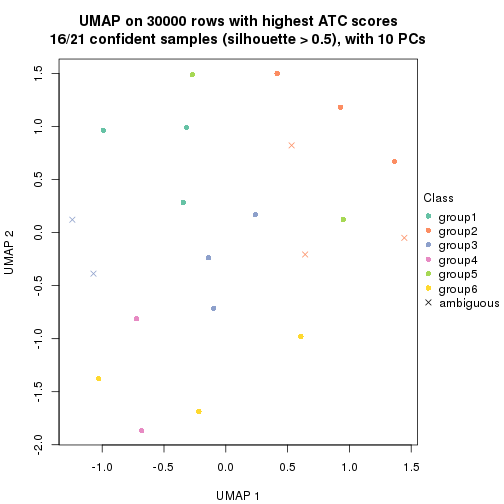 UMAP on 30000 rows with highest ATC scores
16/21 confident samples (silhouette > 0.5), with 10 PCs
1.5
1.0
0.5
0.0
-0.5
-1.0
-1.5
-2.0
UMAP 2
-1.0
-0.5
0.0
0.5
1.0
1.5
UMAP 1
Class
group1
group2
group3
group4
group5
group6
ambiguous